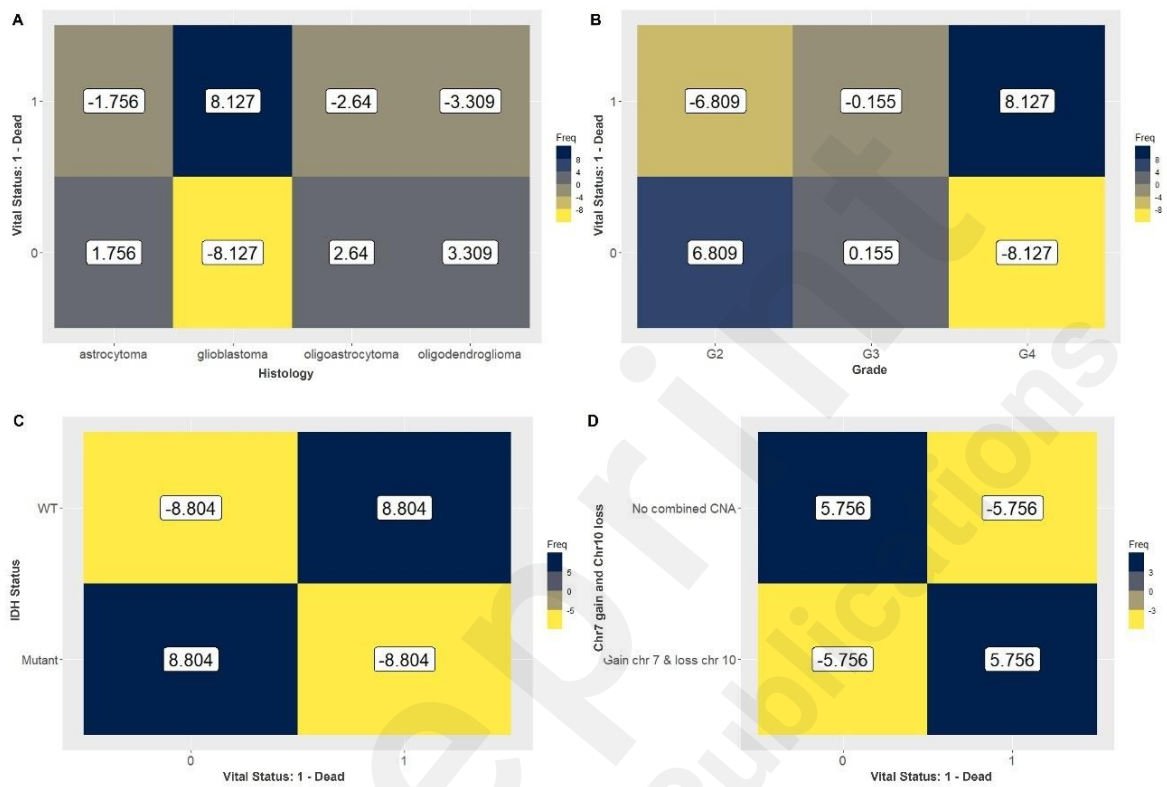 A
Vital Status: 1 - Dead
1
0
-1.756
8.127
-2.64
-3.309
1.756
-8.127
2.64
3.309
astrocytoma
glioblastoma
oligoastrocytoma
oligodendroglioma
Histology
Freq
8
4
0
-4
-8
B
Vital Status: 1 - Dead
1
0
-6.809
-0.155
8.127
6.809
0.155
-8.127
G2
G3
G4
Grade
Freq
8
4
0
-4
-8
C
IDH Status
WT
Mutant
-8.804
8.804
8.804
-8.804
0
1
Vital Status: 1 - Dead
Freq
5
0
-5
D
Chr7 gain and Chr10 loss
No combined CNA
Gain chr 7 & loss chr 10
5.756
-5.756
-5.756
5.756
0
1
Vital Status: 1 - Dead
Freq
3
0
-3
eprint
Publications